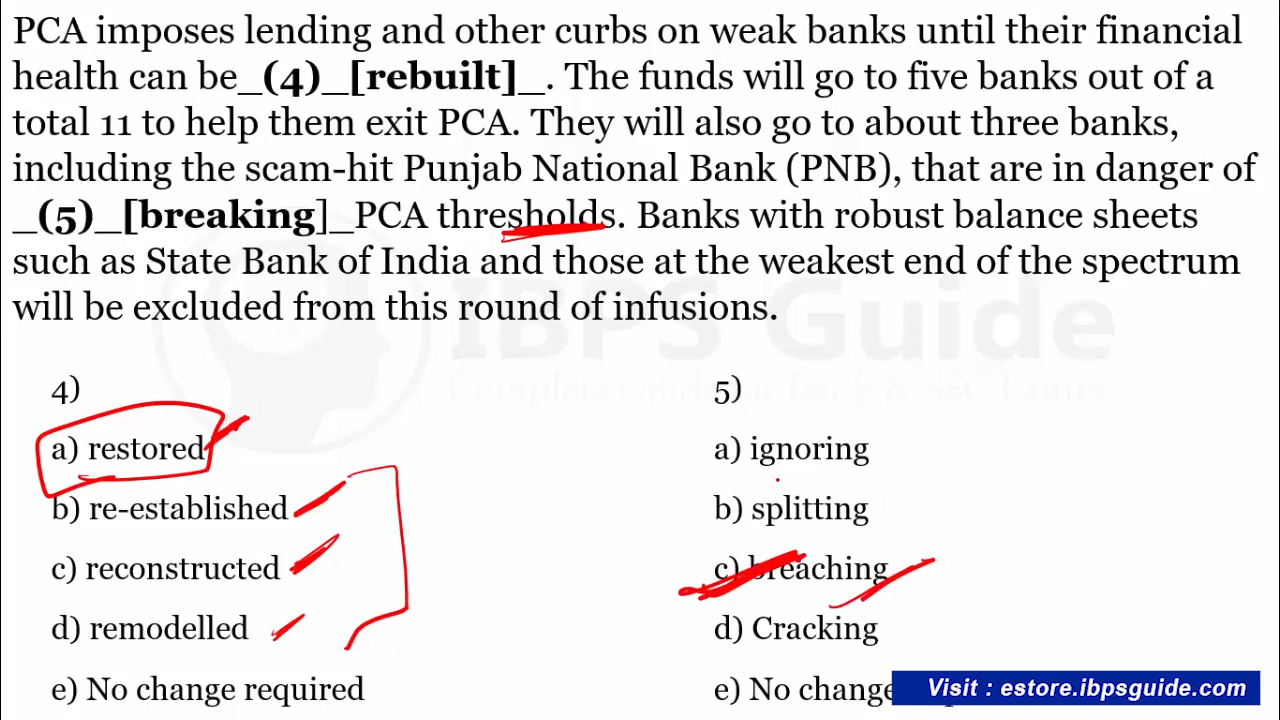 PCA imposes lending and other curbs on weak banks until their financial
health can be_(4)_[rebuilt]_. The funds will go to five banks out of a
total 11 to help them exit PCA. They will also go to about three banks,
including the scam-hit Punjab National Bank (PNB), that are in danger of
_(5)_[breaking]_PCA thresholds. Banks with robust balance sheets
such as State Bank of India and those at the weakest end of the spectrum
will be excluded from this round of infusions.
IBPS Guide
4)
a) restored
b) re-established
c) reconstructed
d) remodelled
e) No change required
5)
a) ignoring
b) splitting
c) breaching
d) Cracking
e) No change
Visit : estore.ibpsguide.com